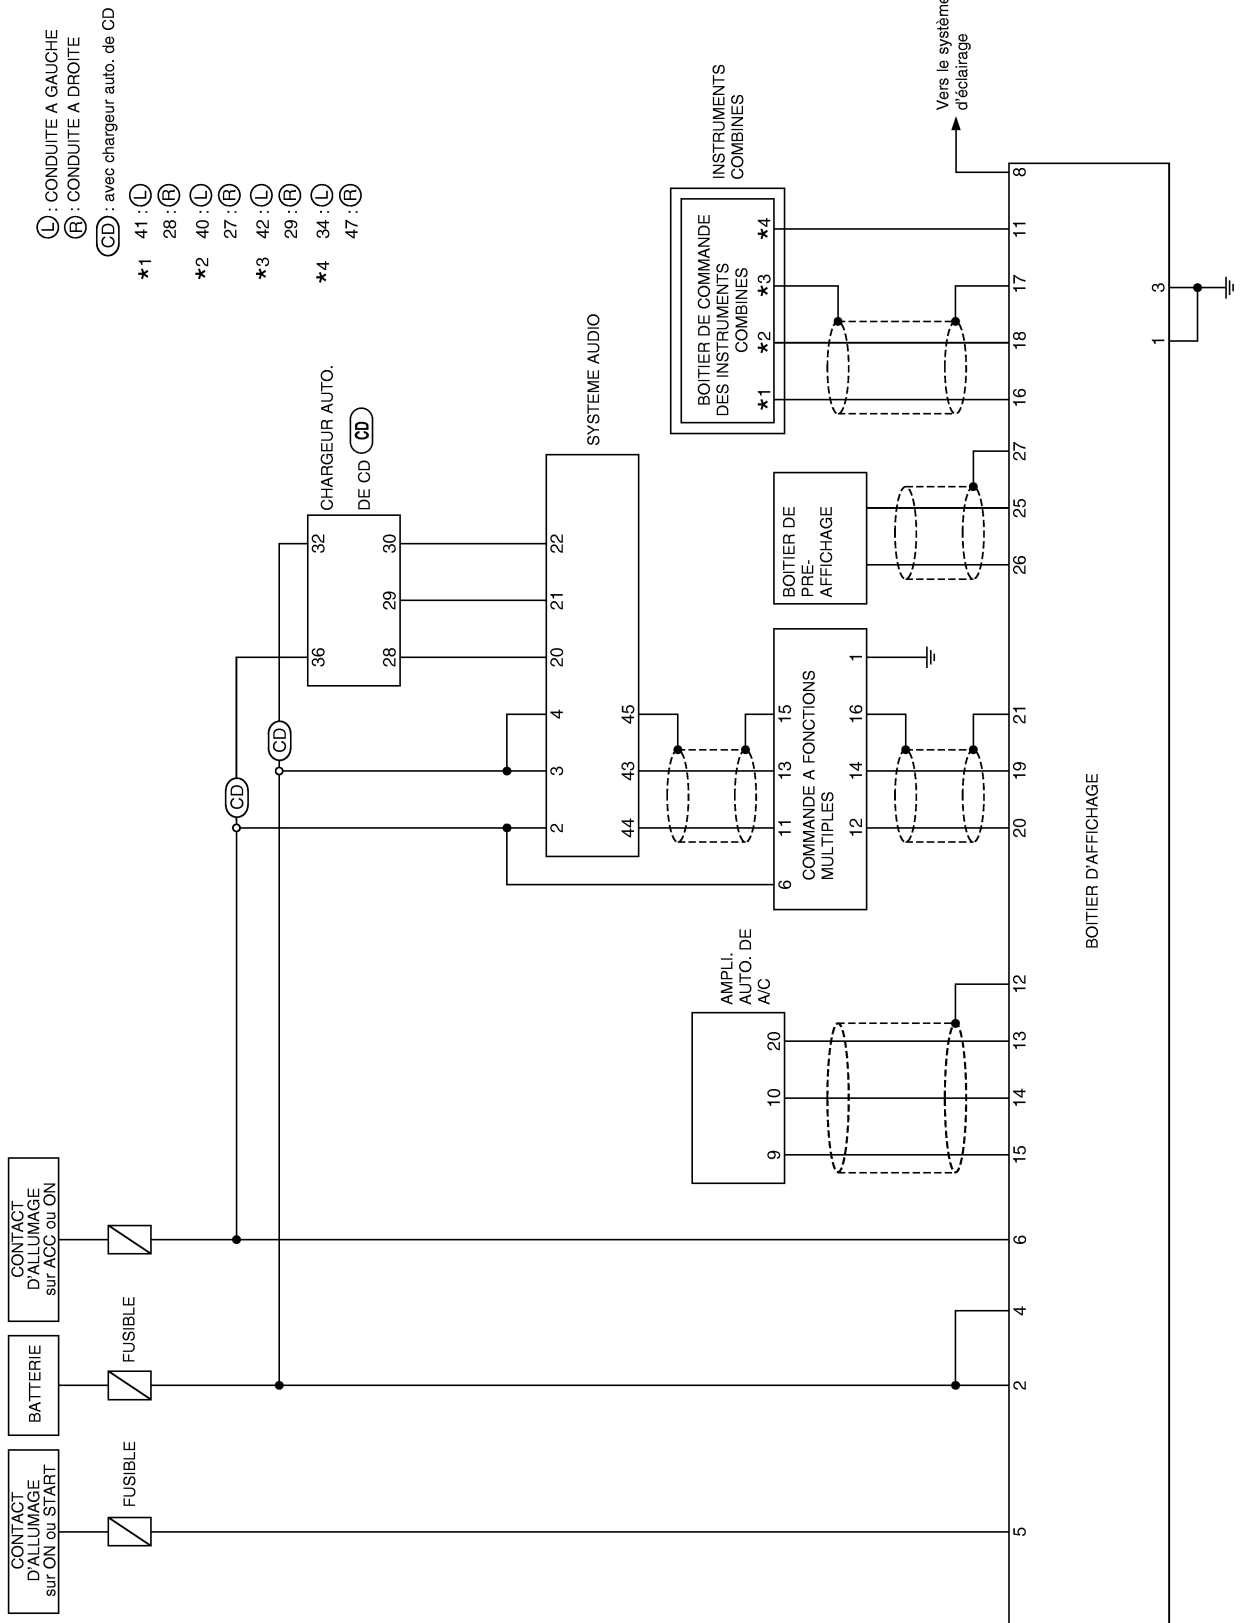 CONTACT
D'ALLUMAGE
sur ON ou START
BATTERIE
CONTACT
D'ALLUMAGE
sur ACC ou ON
FUSIBLE
FUSIBLE
L : CONDUITE A GAUCHE
R : CONDUITE A DROITE
CD : avec chargeur auto. de CD
*1 41 : L
28 : R
*2 40 : L
27 : R
*3 42 : L
29 : R
*4 34 : L
47 : R
CD
CD
CHARGEUR AUTO.
DE CD CD
36 32
28 29 30
SYSTEME AUDIO
2 3 4 20 21 22
44 43 45
AMPLI.
AUTO. DE
A/C
9 10 20
6 11 13 15
COMMANDE A FONCTIONS
MULTIPLES
12 14 16 1
BOITIER DE
PRE-
AFFICHAGE
INSTRUMENTS
COMBINES
BOITIER DE COMMANDE
DES INSTRUMENTS
COMBINES
*1 *2 *3 *4
Vers le système
d'éclairage
5 2 4 6 15 14 13 12 20 19 21 26 25 27 16 18 17 11 8
BOITIER D'AFFICHAGE
1 3